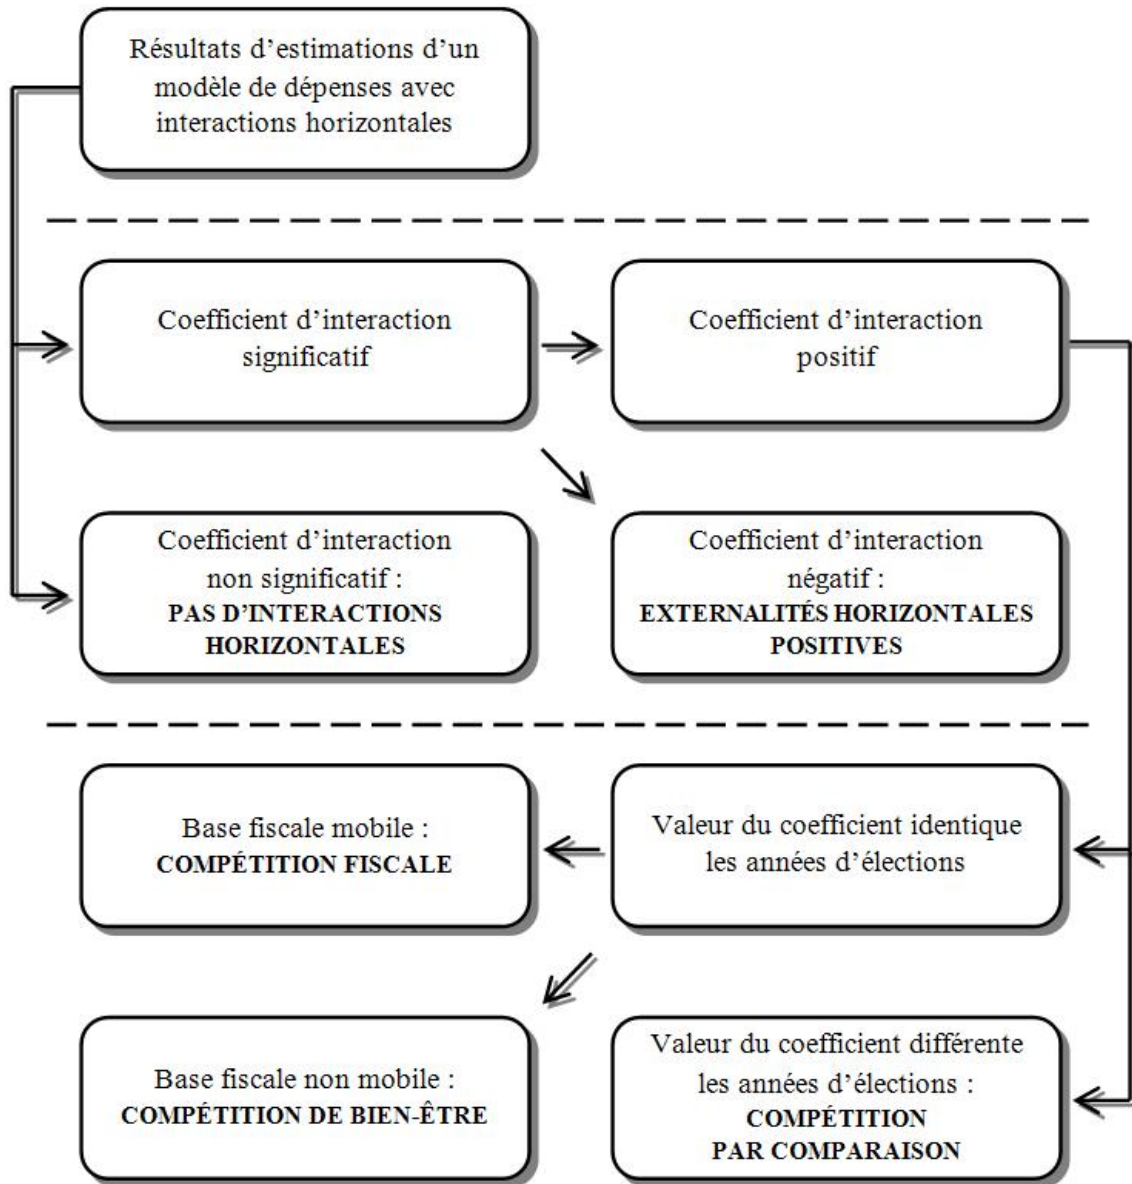 Résultats d’estimations d’un
modèle de dépenses avec
interactions horizontales
Coefficient d’interaction
significatif
Coefficient d’interaction
positif
Coefficient d’interaction
non significatif :
PAS D’INTERACTIONS
HORIZONTALES
Coefficient d’interaction
négatif :
EXTERNALITÉS HORIZONTALES
POSITIVES
Base fiscale mobile :
COMPÉTITION FISCALE
Valeur du coefficient identique
les années d’élections
Base fiscale non mobile :
COMPÉTITION DE BIEN-ÊTRE
Valeur du coefficient différente
les années d’élections :
COMPÉTITION
PAR COMPARAISON